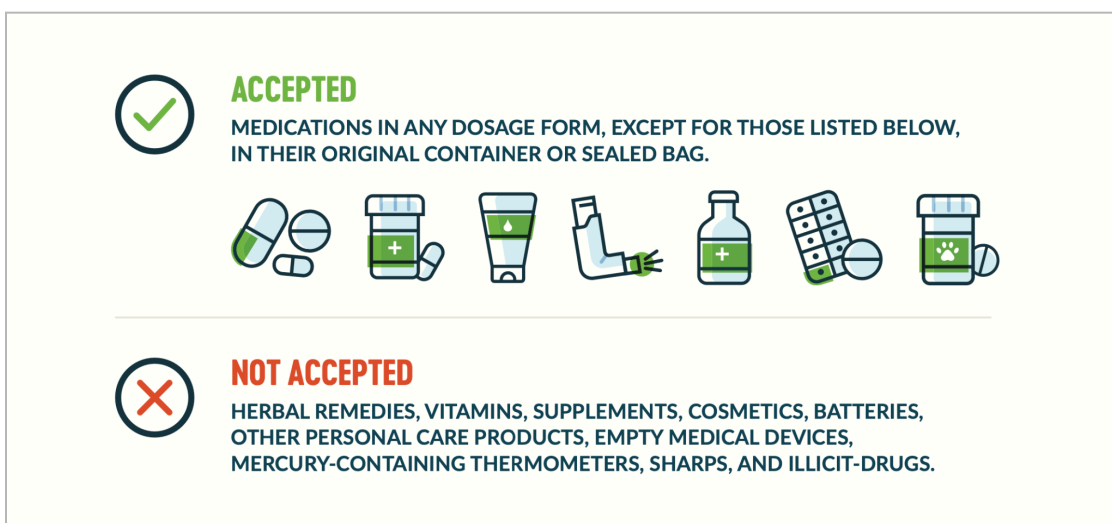 ACCEPTED
MEDICATIONS IN ANY DOSAGE FORM, EXCEPT FOR THOSE LISTED BELOW,
IN THEIR ORIGINAL CONTAINER OR SEALED BAG.
NOT ACCEPTED
HERBAL REMEDIES, VITAMINS, SUPPLEMENTS, COSMETICS, BATTERIES,
OTHER PERSONAL CARE PRODUCTS, EMPTY MEDICAL DEVICES,
MERCURY-CONTAINING THERMOMETERS, SHARPS, AND ILLICIT-DRUGS.